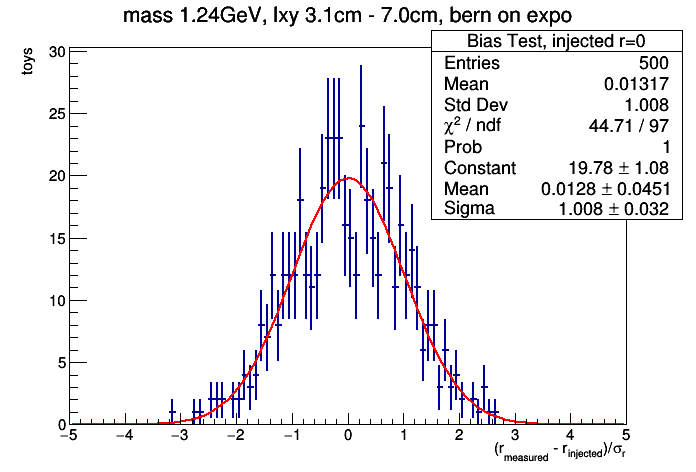 mass 1.24GeV, lxy 3.1cm - 7.0cm, bern on expo
Bias Test, injected r=0
Entries 500
Mean 0.01317
Std Dev 1.008
χ² / ndf 44.71 / 97
Prob 1
Constant 19.78 ± 1.08
Mean 0.0128 ± 0.0451
Sigma 1.008 ± 0.032
toys
30
25
20
15
10
5
0
−5 −4 −3 −2 −1 0 1 2 3 4 5
(r_measured - r_injected)/σ_r